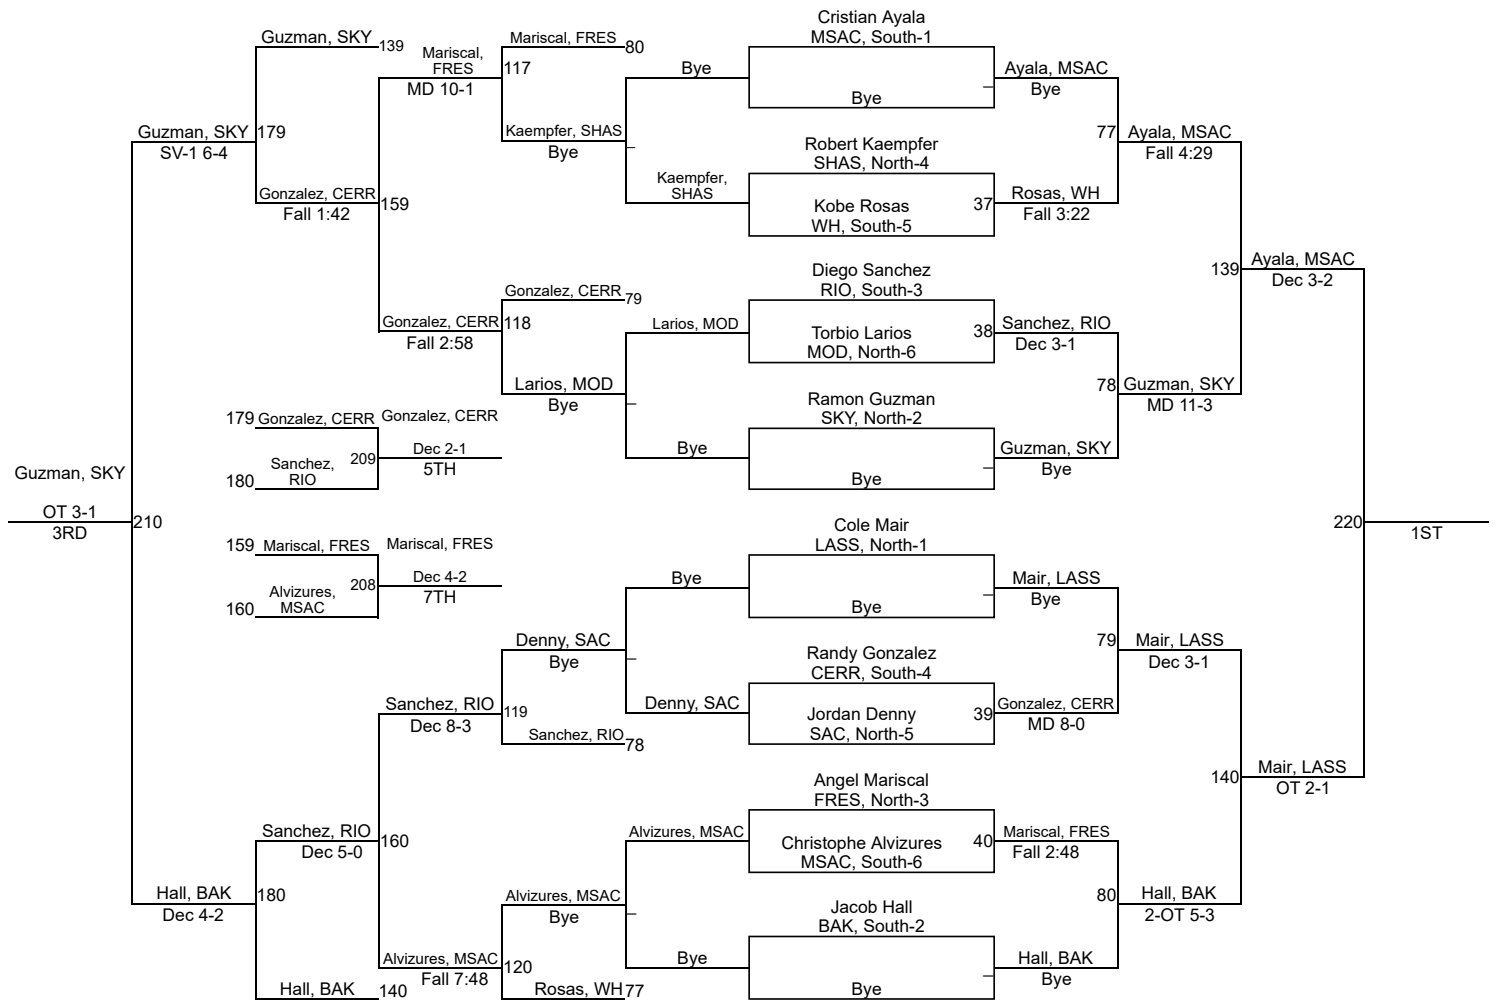 Cristian Ayala
MSAC, South-1
Bye
Ayala, MSAC
Bye
Robert Kaempfer
SHAS, North-4
Kobe Rosas
WH, South-5
37
Rosas, WH
Fall 3:22
77
Ayala, MSAC
Fall 4:29
Diego Sanchez
RIO, South-3
Torbio Larios
MOD, North-6
38
Sanchez, RIO
Dec 3-1
Ramon Guzman
SKY, North-2
Bye
Guzman, SKY
Bye
78
Guzman, SKY
MD 11-3
139
Ayala, MSAC
Dec 3-2
Cole Mair
LASS, North-1
Bye
Mair, LASS
Bye
Randy Gonzalez
CERR, South-4
Jordan Denny
SAC, North-5
39
Gonzalez, CERR
MD 8-0
79
Mair, LASS
Dec 3-1
Angel Mariscal
FRES, North-3
Christophe Alvizures
MSAC, South-6
40
Mariscal, FRES
Fall 2:48
Jacob Hall
BAK, South-2
Bye
Hall, BAK
Bye
80
Hall, BAK
2-OT 5-3
140
Mair, LASS
OT 2-1
220
1ST
Bye
Kaempfer,
SHAS
Mariscal, FRES
80
Kaempfer, SHAS
Bye
117
Mariscal,
FRES
MD 10-1
Larios, MOD
Bye
Gonzalez, CERR
79
Larios, MOD
Bye
118
Gonzalez, CERR
Fall 2:58
159
Gonzalez, CERR
Fall 1:42
Guzman, SKY
139
179
Guzman, SKY
SV-1 6-4
179
Gonzalez, CERR
Sanchez,
RIO
180
209
Gonzalez, CERR
Dec 2-1
5TH
159
Mariscal, FRES
Alvizures,
MSAC
160
208
Mariscal, FRES
Dec 4-2
7TH
Bye
Denny, SAC
Denny, SAC
Bye
Sanchez, RIO
78
119
Sanchez, RIO
Dec 8-3
Alvizures, MSAC
Bye
Alvizures, MSAC
Bye
Rosas, WH
77
120
Alvizures, MSAC
Fall 7:48
160
Sanchez, RIO
Dec 5-0
Hall, BAK
140
180
Hall, BAK
Dec 4-2
210
Guzman, SKY
OT 3-1
3RD